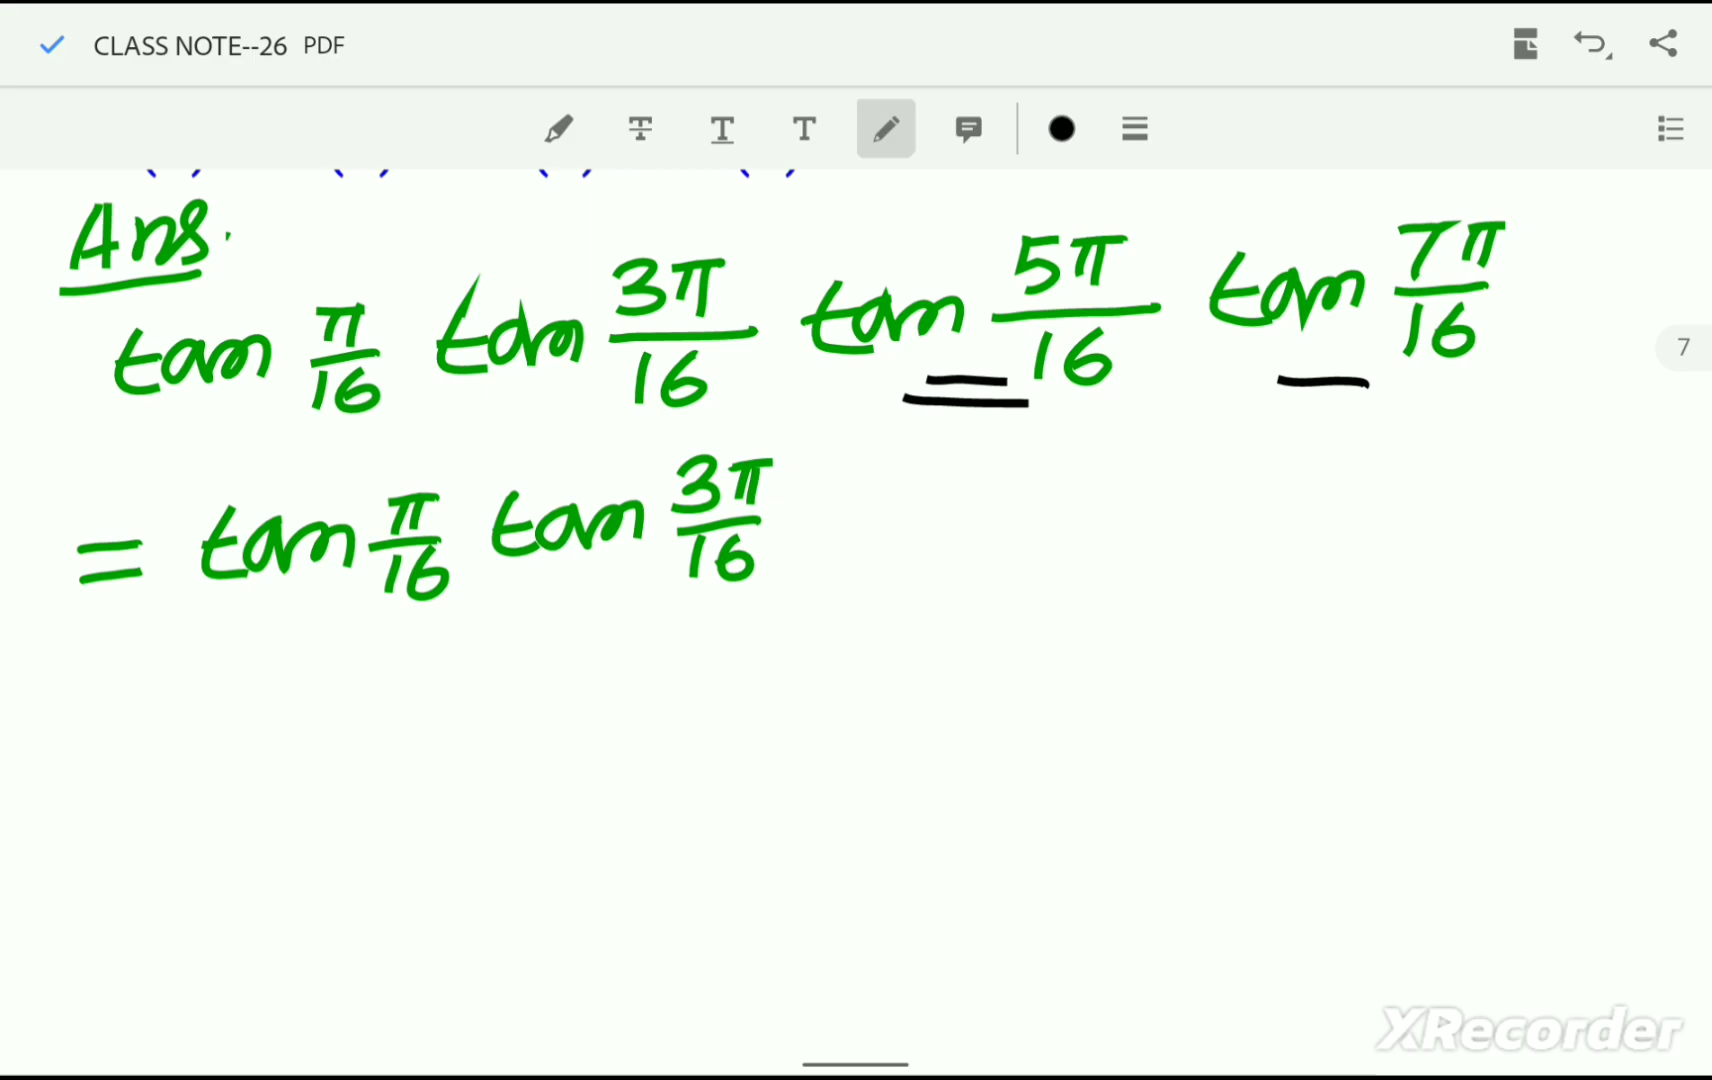 CLASS NOTE--26 PDF
T T T
Ans.
tan π/16 tan 3π/16 tan 5π/16 tan 7π/16
7
= tan π/16 tan 3π/16
XRecorder